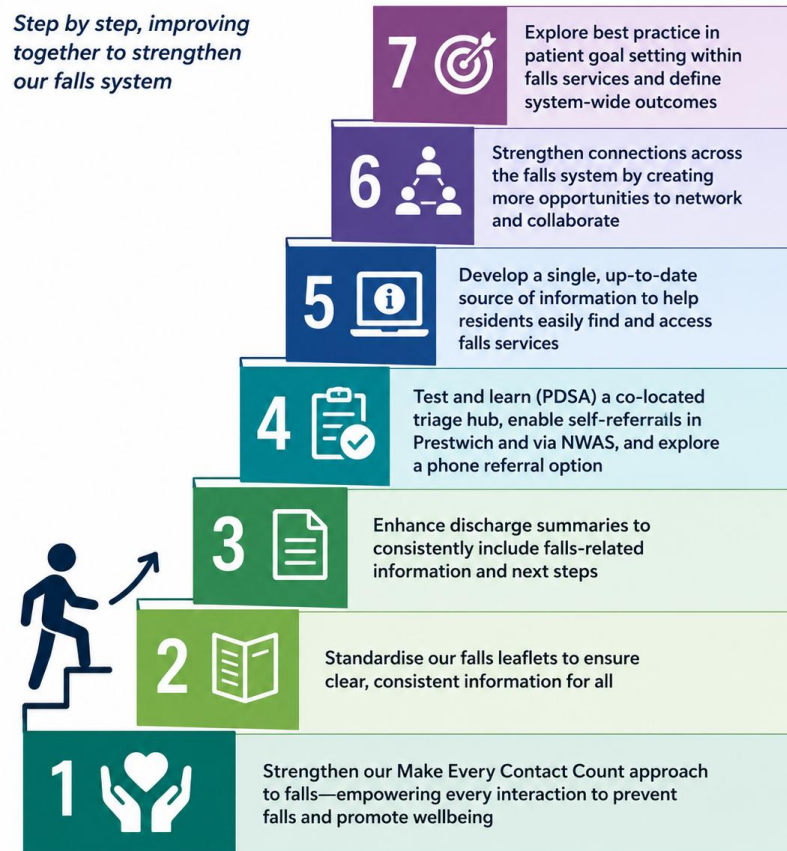 Step by step, improving
together to strengthen
our falls system
7
Explore best practice in
patient goal setting within
falls services and define
system-wide outcomes
6
Strengthen connections across
the falls system by creating
more opportunities to network
and collaborate
5
i
Develop a single, up-to-date
source of information to help
residents easily find and access
falls services
4
Test and learn (PDSA) a co-located
triage hub, enable self-referrals in
Prestwich and via NWAS, and explore
a phone referral option
3
Enhance discharge summaries to
consistently include falls-related
information and next steps
2
Standardise our falls leaflets to ensure
clear, consistent information for all
1
Strengthen our Make Every Contact Count approach
to falls—empowering every interaction to prevent
falls and promote wellbeing